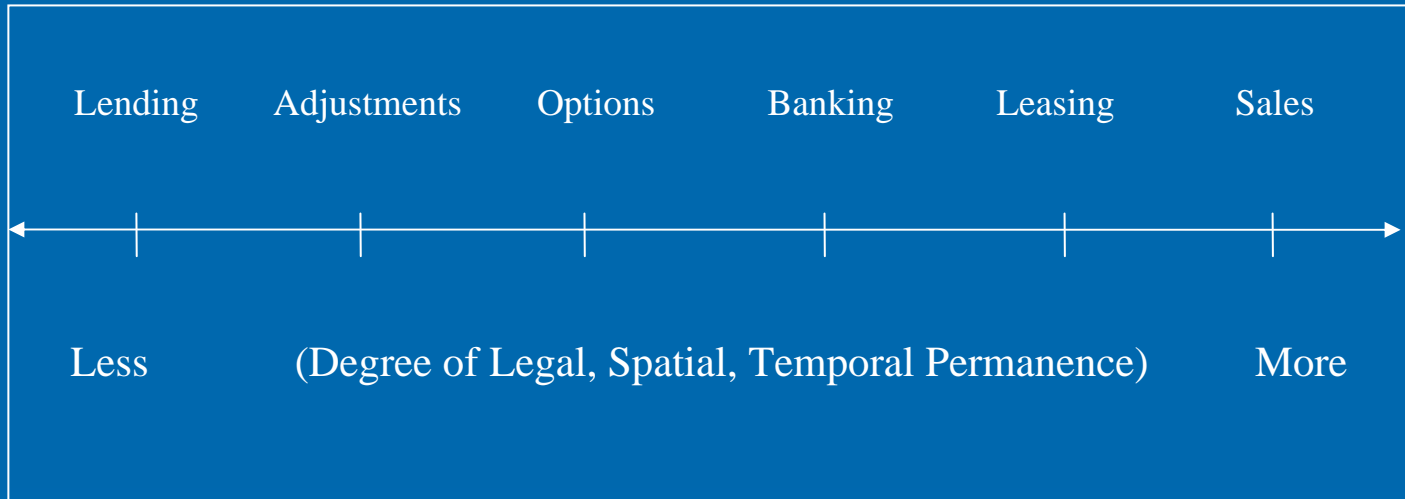 Lending Adjustments Options Banking Leasing Sales
Less (Degree of Legal, Spatial, Temporal Permanence) More